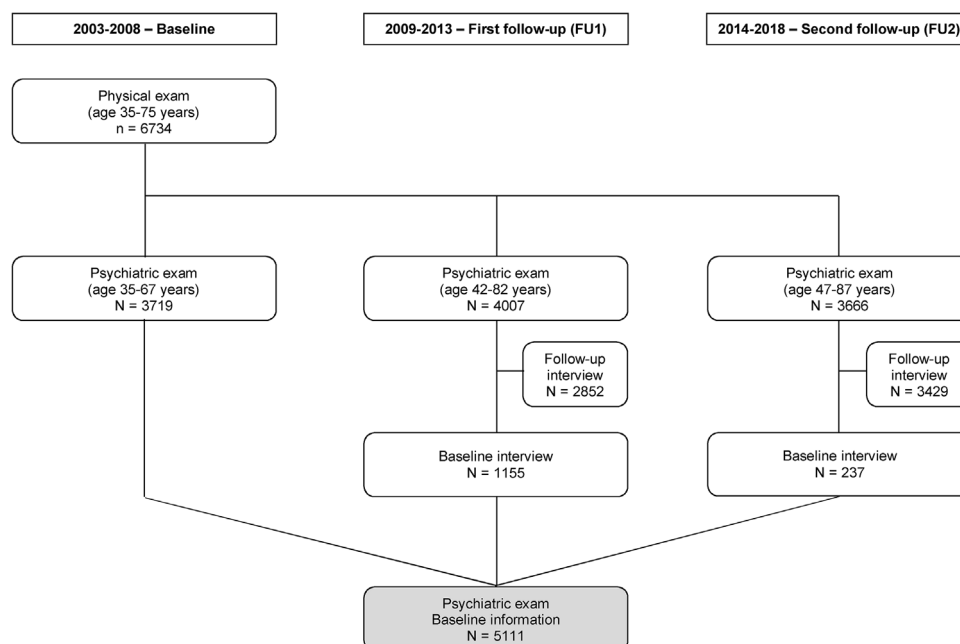 2003-2008 – Baseline
2009-2013 – First follow-up (FU1)
2014-2018 – Second follow-up (FU2)
Physical exam
(age 35-75 years)
n = 6734
Psychiatric exam
(age 35-67 years)
N = 3719
Psychiatric exam
(age 42-82 years)
N = 4007
Psychiatric exam
(age 47-87 years)
N = 3666
Follow-up
interview
N = 2852
Follow-up
interview
N = 3429
Baseline interview
N = 1155
Baseline interview
N = 237
Psychiatric exam
Baseline information
N = 5111